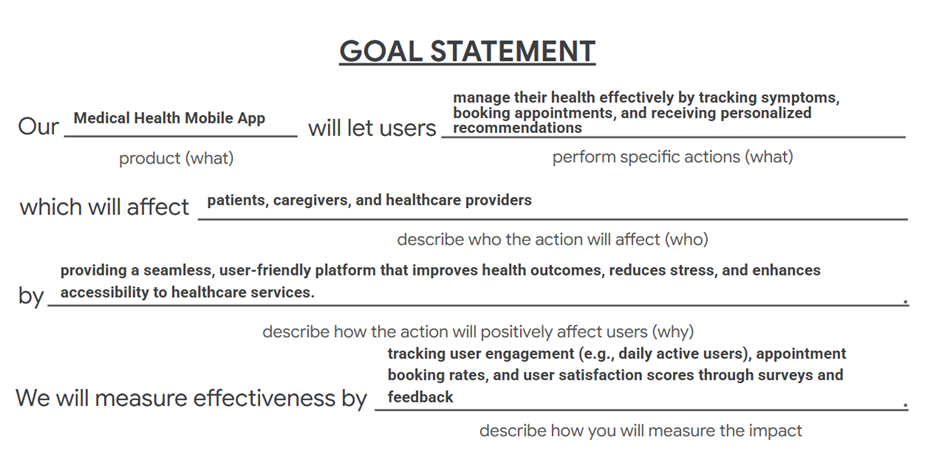 GOAL STATEMENT
manage their health effectively by tracking symptoms,
booking appointments, and receiving personalized
recommendations
Our Medical Health Mobile App will let users
product (what)
perform specific actions (what)
which will affect patients, caregivers, and healthcare providers
describe who the action will affect (who)
providing a seamless, user-friendly platform that improves health outcomes, reduces stress, and enhances
by accessibility to healthcare services. .
describe how the action will positively affect users (why)
tracking user engagement (e.g., daily active users), appointment
booking rates, and user satisfaction scores through surveys and
We will measure effectiveness by feedback .
describe how you will measure the impact